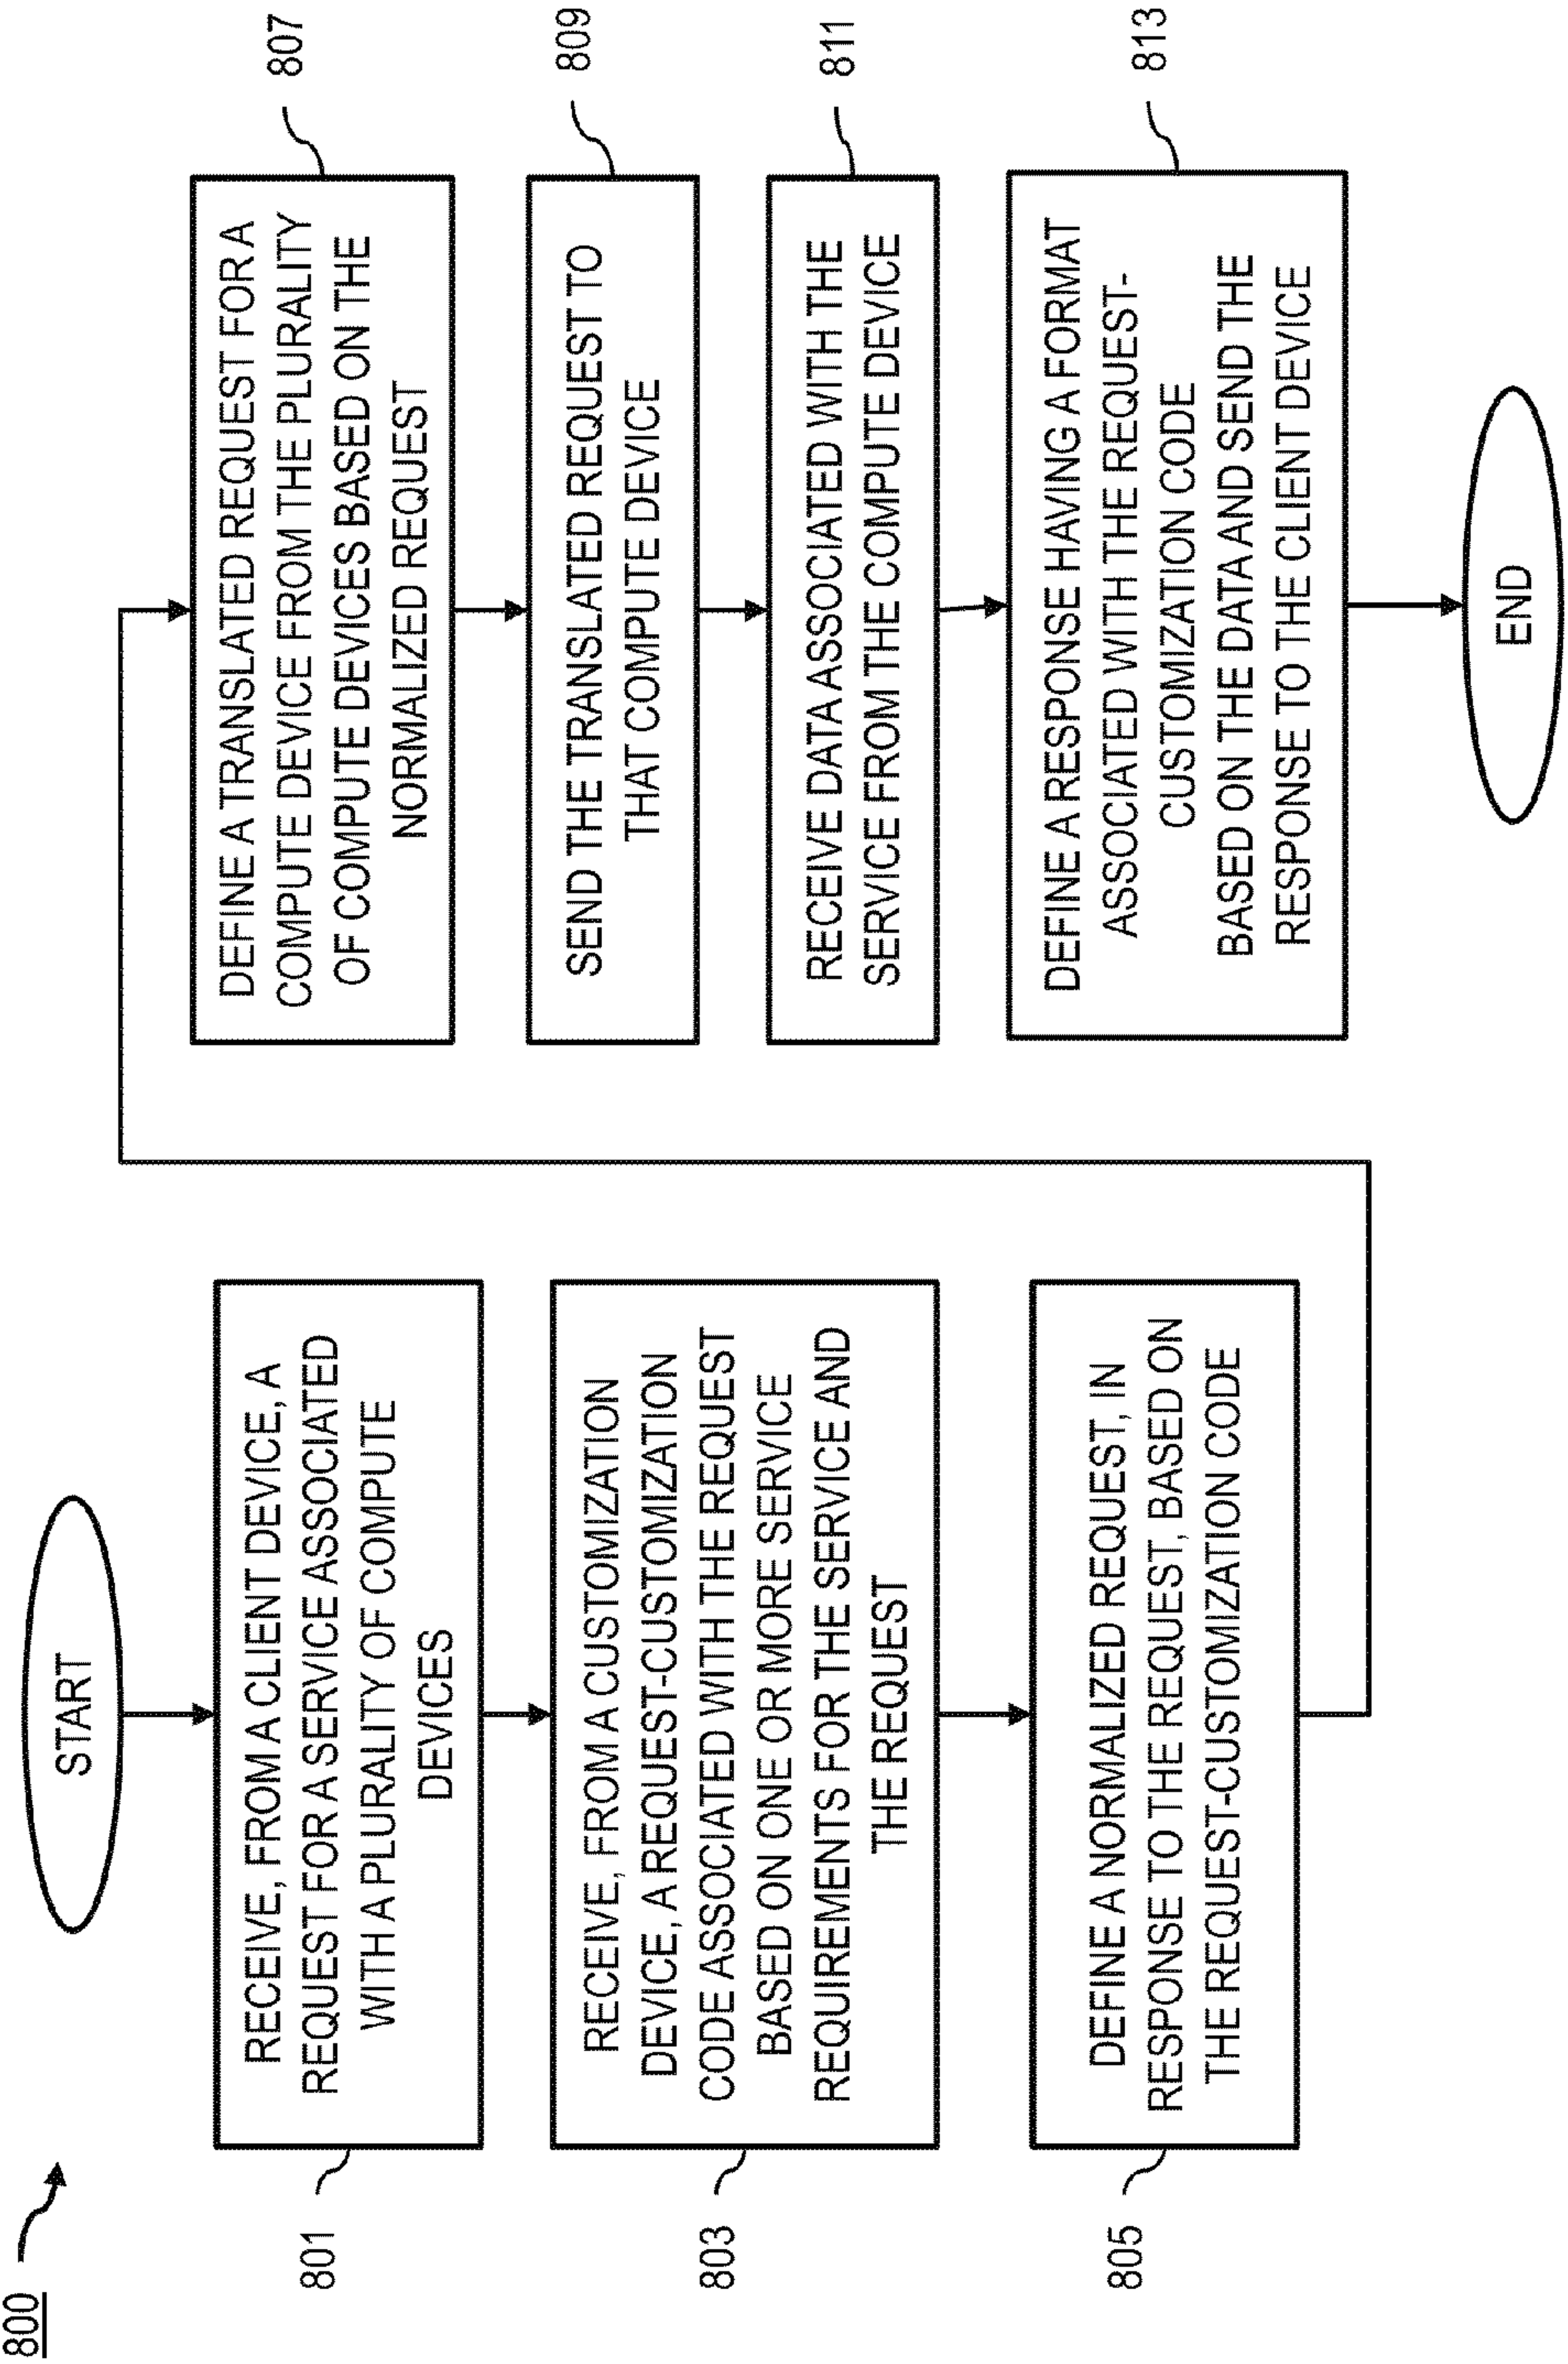 800
START
801
RECEIVE, FROM A CLIENT DEVICE, A
REQUEST FOR A SERVICE ASSOCIATED
WITH A PLURALITY OF COMPUTE
DEVICES
803
RECEIVE, FROM A CUSTOMIZATION
DEVICE, A REQUEST-CUSTOMIZATION
CODE ASSOCIATED WITH THE REQUEST
BASED ON ONE OR MORE SERVICE
REQUIREMENTS FOR THE SERVICE AND
THE REQUEST
805
DEFINE A NORMALIZED REQUEST, IN
RESPONSE TO THE REQUEST, BASED ON
THE REQUEST-CUSTOMIZATION CODE
807
DEFINE A TRANSLATED REQUEST FOR A
COMPUTE DEVICE FROM THE PLURALITY
OF COMPUTE DEVICES BASED ON THE
NORMALIZED REQUEST
809
SEND THE TRANSLATED REQUEST TO
THAT COMPUTE DEVICE
811
RECEIVE DATA ASSOCIATED WITH THE
SERVICE FROM THE COMPUTE DEVICE
813
DEFINE A RESPONSE HAVING A FORMAT
ASSOCIATED WITH THE REQUEST-
CUSTOMIZATION CODE
BASED ON THE DATA AND SEND THE
RESPONSE TO THE CLIENT DEVICE
END